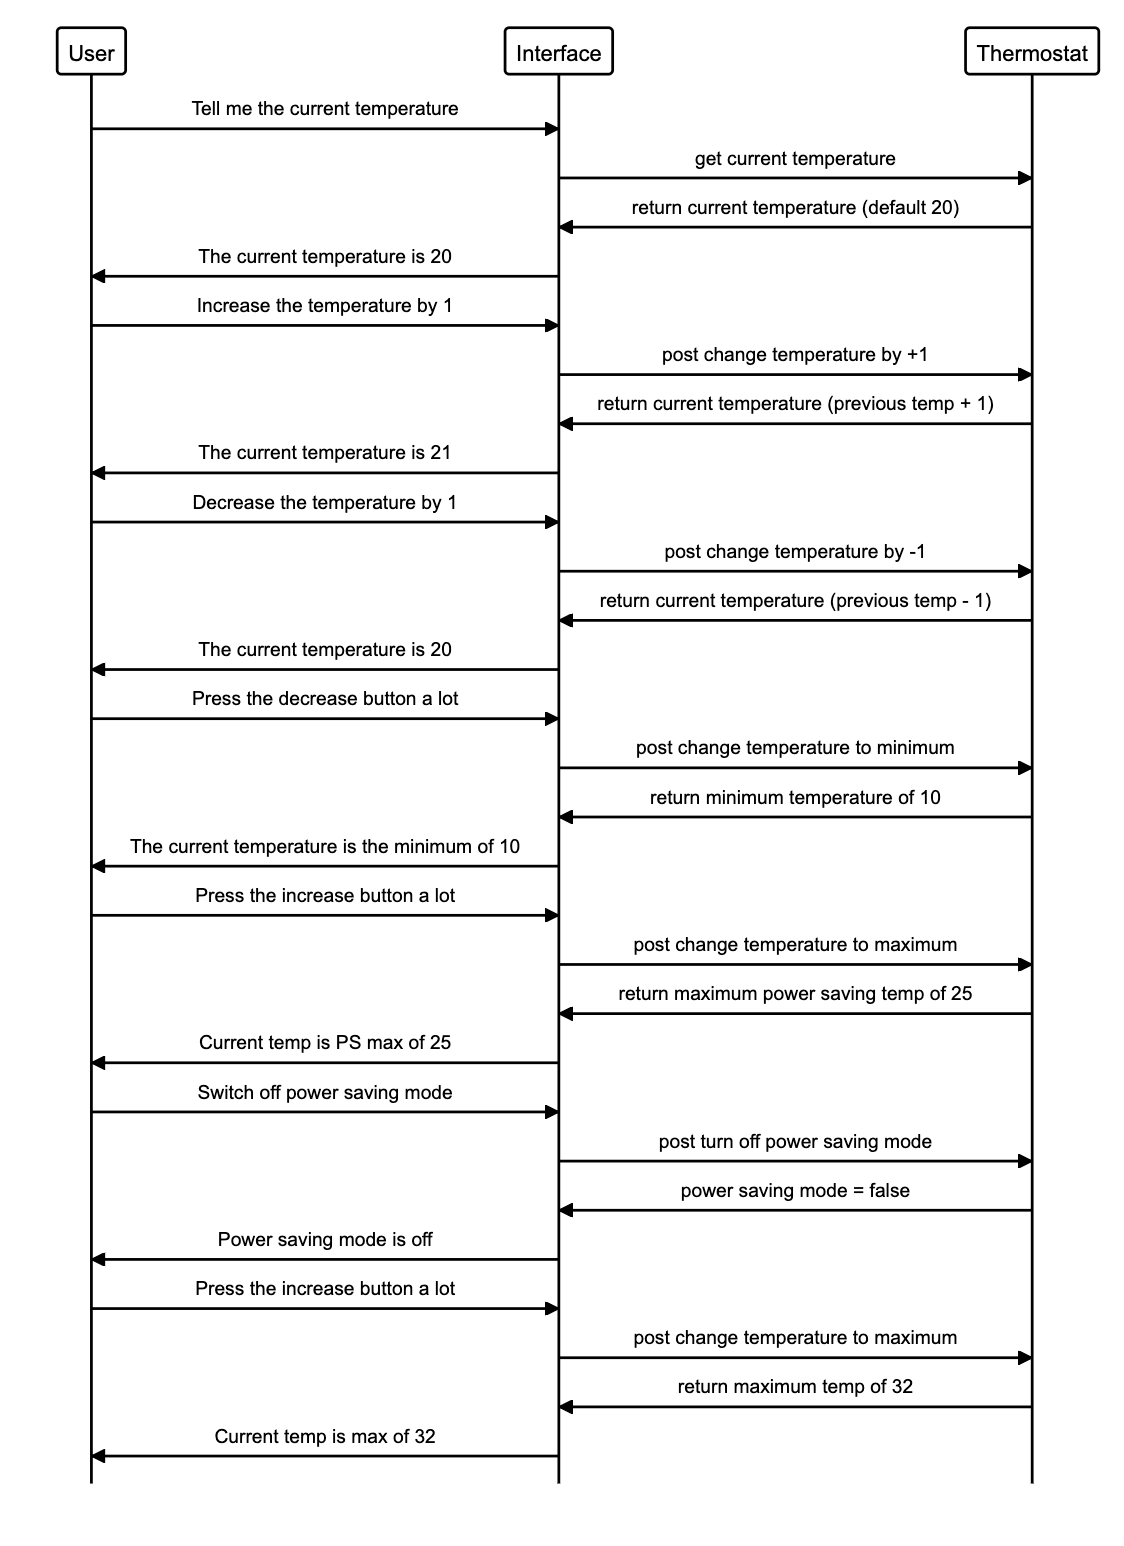 User
Interface
Thermostat
Tell me the current temperature
get current temperature
return current temperature (default 20)
The current temperature is 20
Increase the temperature by 1
post change temperature by +1
return current temperature (previous temp + 1)
The current temperature is 21
Decrease the temperature by 1
post change temperature by -1
return current temperature (previous temp - 1)
The current temperature is 20
Press the decrease button a lot
post change temperature to minimum
return minimum temperature of 10
The current temperature is the minimum of 10
Press the increase button a lot
post change temperature to maximum
return maximum power saving temp of 25
Current temp is PS max of 25
Switch off power saving mode
post turn off power saving mode
power saving mode = false
Power saving mode is off
Press the increase button a lot
post change temperature to maximum
return maximum temp of 32
Current temp is max of 32